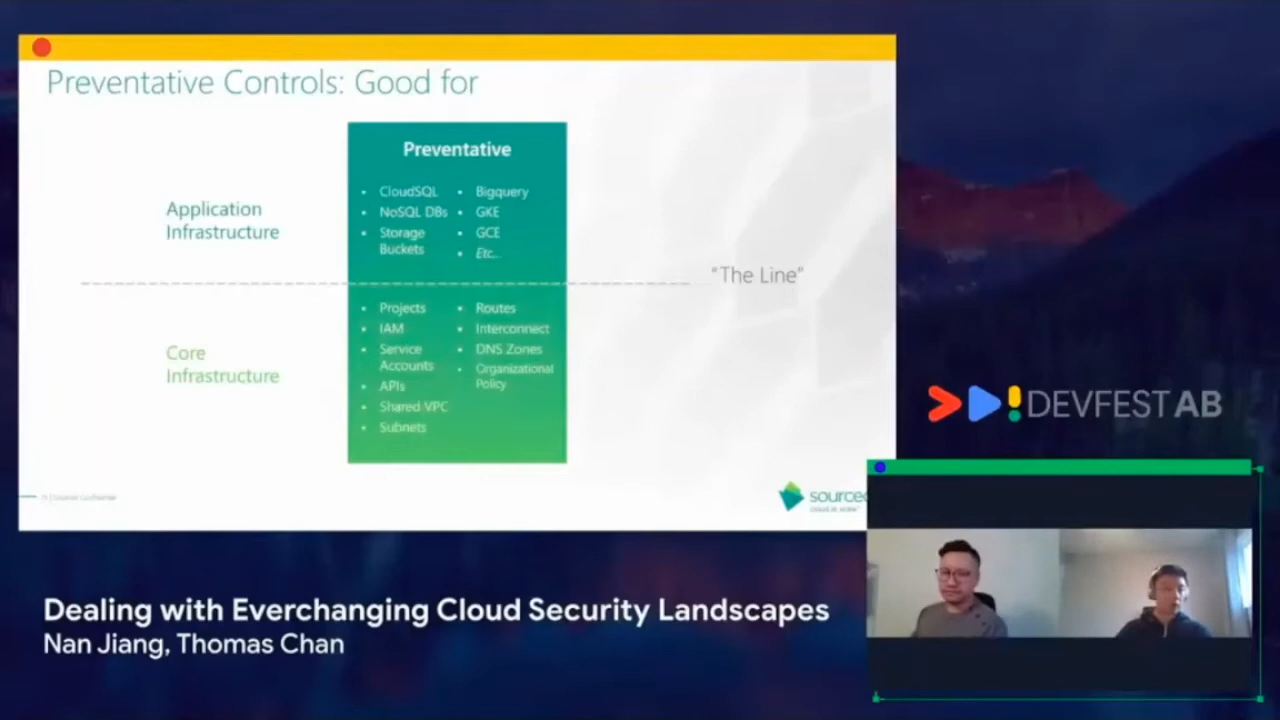 Preventative Controls: Good for
Preventative
Application
Infrastructure
• CloudSQL
• NoSQL DBs
• Storage
Buckets
• Bigquery
• GKE
• GCE
• Etc...
"The Line"
Core
Infrastructure
• Projects
• IAM
• Service
Accounts
• APIs
• Shared VPC
• Subnets
• Routes
• Interconnect
• DNS Zones
• Organizational
Policy
sourced
DEVFEST AB
Dealing with Everchanging Cloud Security Landscapes
Nan Jiang, Thomas Chan